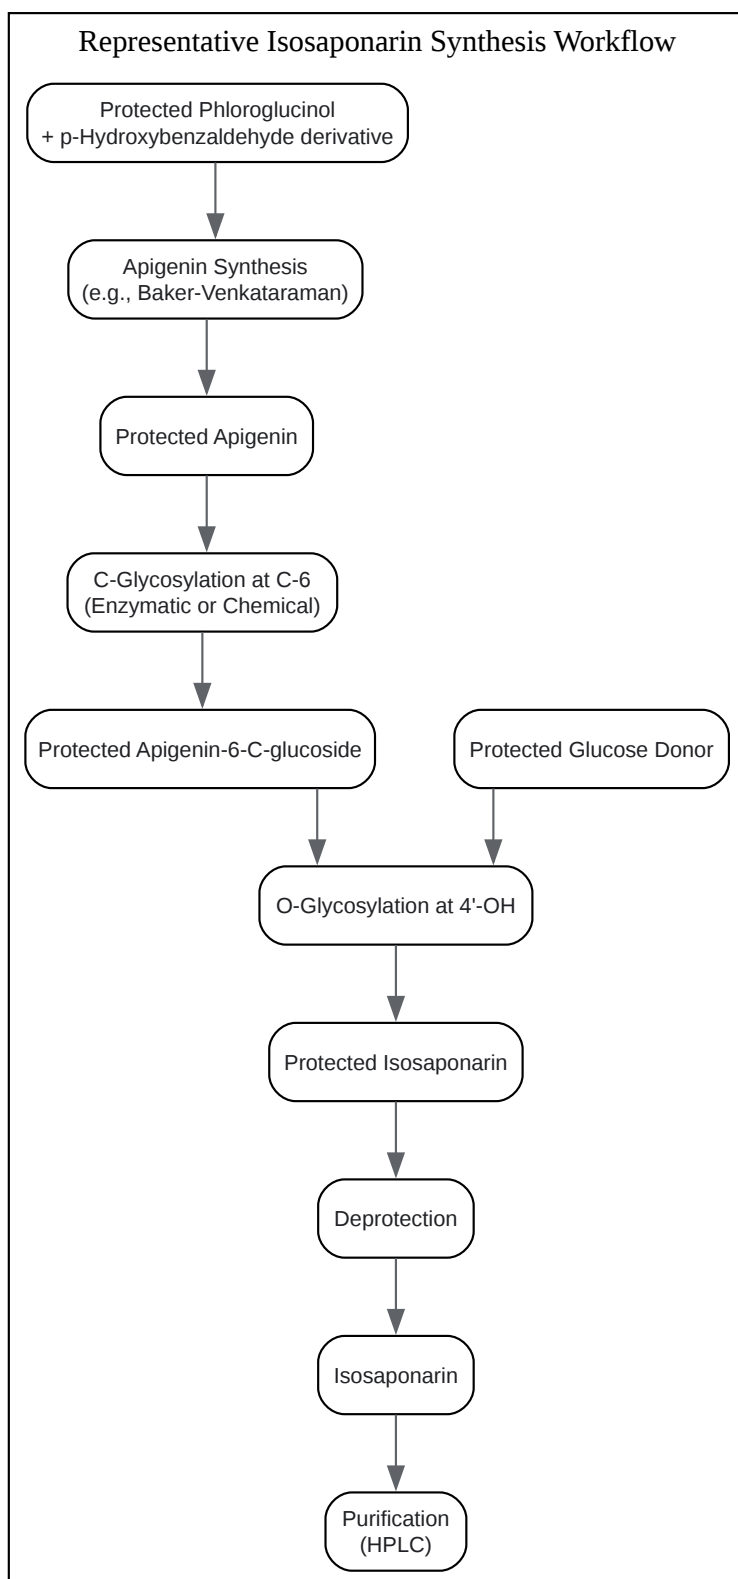 Representative Isosaponarin Synthesis Workflow
Protected Phloroglucinol
+ p-Hydroxybenzaldehyde derivative
Apigenin Synthesis
(e.g., Baker-Venkataraman)
Protected Apigenin
C-Glycosylation at C-6
(Enzymatic or Chemical)
Protected Apigenin-6-C-glucoside
Protected Glucose Donor
O-Glycosylation at 4'-OH
Protected Isosaponarin
Deprotection
Isosaponarin
Purification
(HPLC)